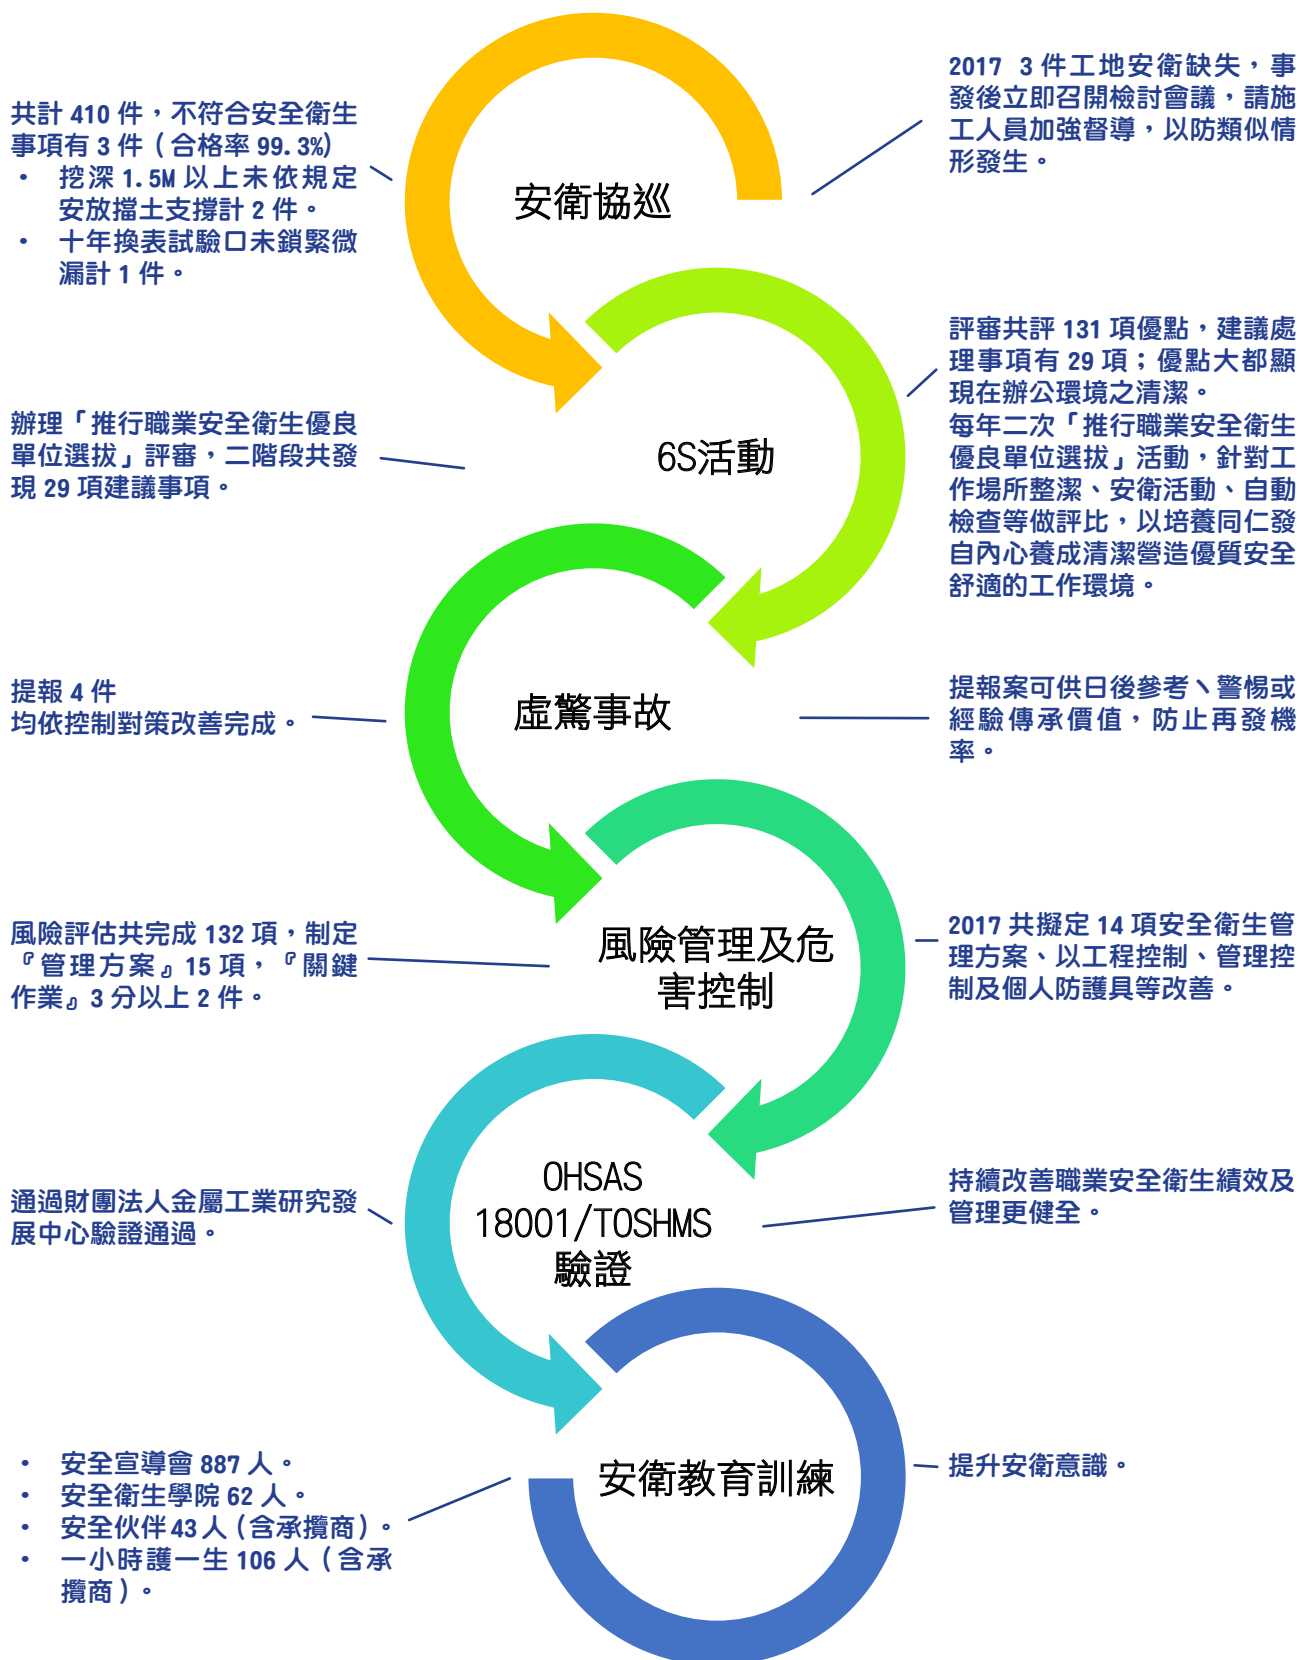 共計 410 件，不符合安全衛生
事項有 3 件（合格率 99.3%)
• 挖深 1.5M 以上未依規定
安放擋土支撐計 2 件。
• 十年換表試驗口未鎖緊微
漏計 1 件。
安衛協巡
2017 3 件工地安衛缺失，事
發後立即召開檢討會議，請施
工人員加強督導，以防類似情
形發生。
辦理「推行職業安全衛生優良
單位選拔」評審，二階段共發
現 29 項建議事項。
6S活動
評審共評 131 項優點，建議處
理事項有 29 項；優點大都顯
現在辦公環境之清潔。
每年二次「推行職業安全衛生
優良單位選拔」活動，針對工
作場所整潔、安衛活動、自動
檢查等做評比，以培養同仁發
自內心養成清潔營造優質安全
舒適的工作環境。
提報 4 件
均依控制對策改善完成。
虛驚事故
提報案可供日後參考、警惕或
經驗傳承價值，防止再發機
率。
風險評估共完成 132 項，制定
『管理方案』15 項，『關鍵
作業』3 分以上 2 件。
風險管理及危
害控制
2017 共擬定 14 項安全衛生管
理方案、以工程控制、管理控
制及個人防護具等改善。
通過財團法人金屬工業研究發
展中心驗證通過。
OHSAS
18001/TOSHMS
驗證
持續改善職業安全衛生績效及
管理更健全。
• 安全宣導會 887 人。
• 安全衛生學院 62 人。
• 安全伙伴 43 人（含承攬商）。
• 一小時護一生 106 人（含承
攬商）。
安衛教育訓練
提升安衛意識。